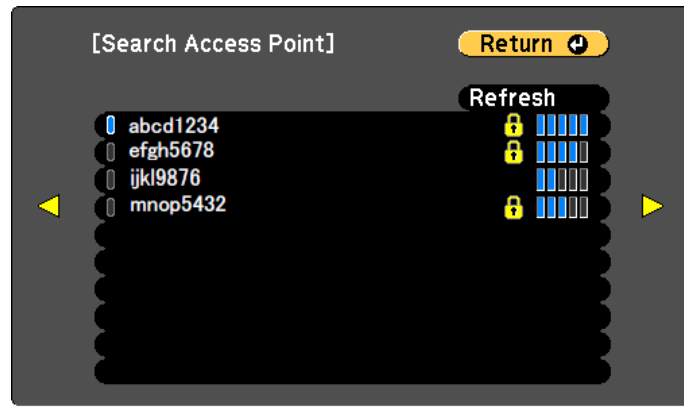 [Search Access Point]
Return
Refresh
abcd1234
efgh5678
ijkl9876
mnop5432